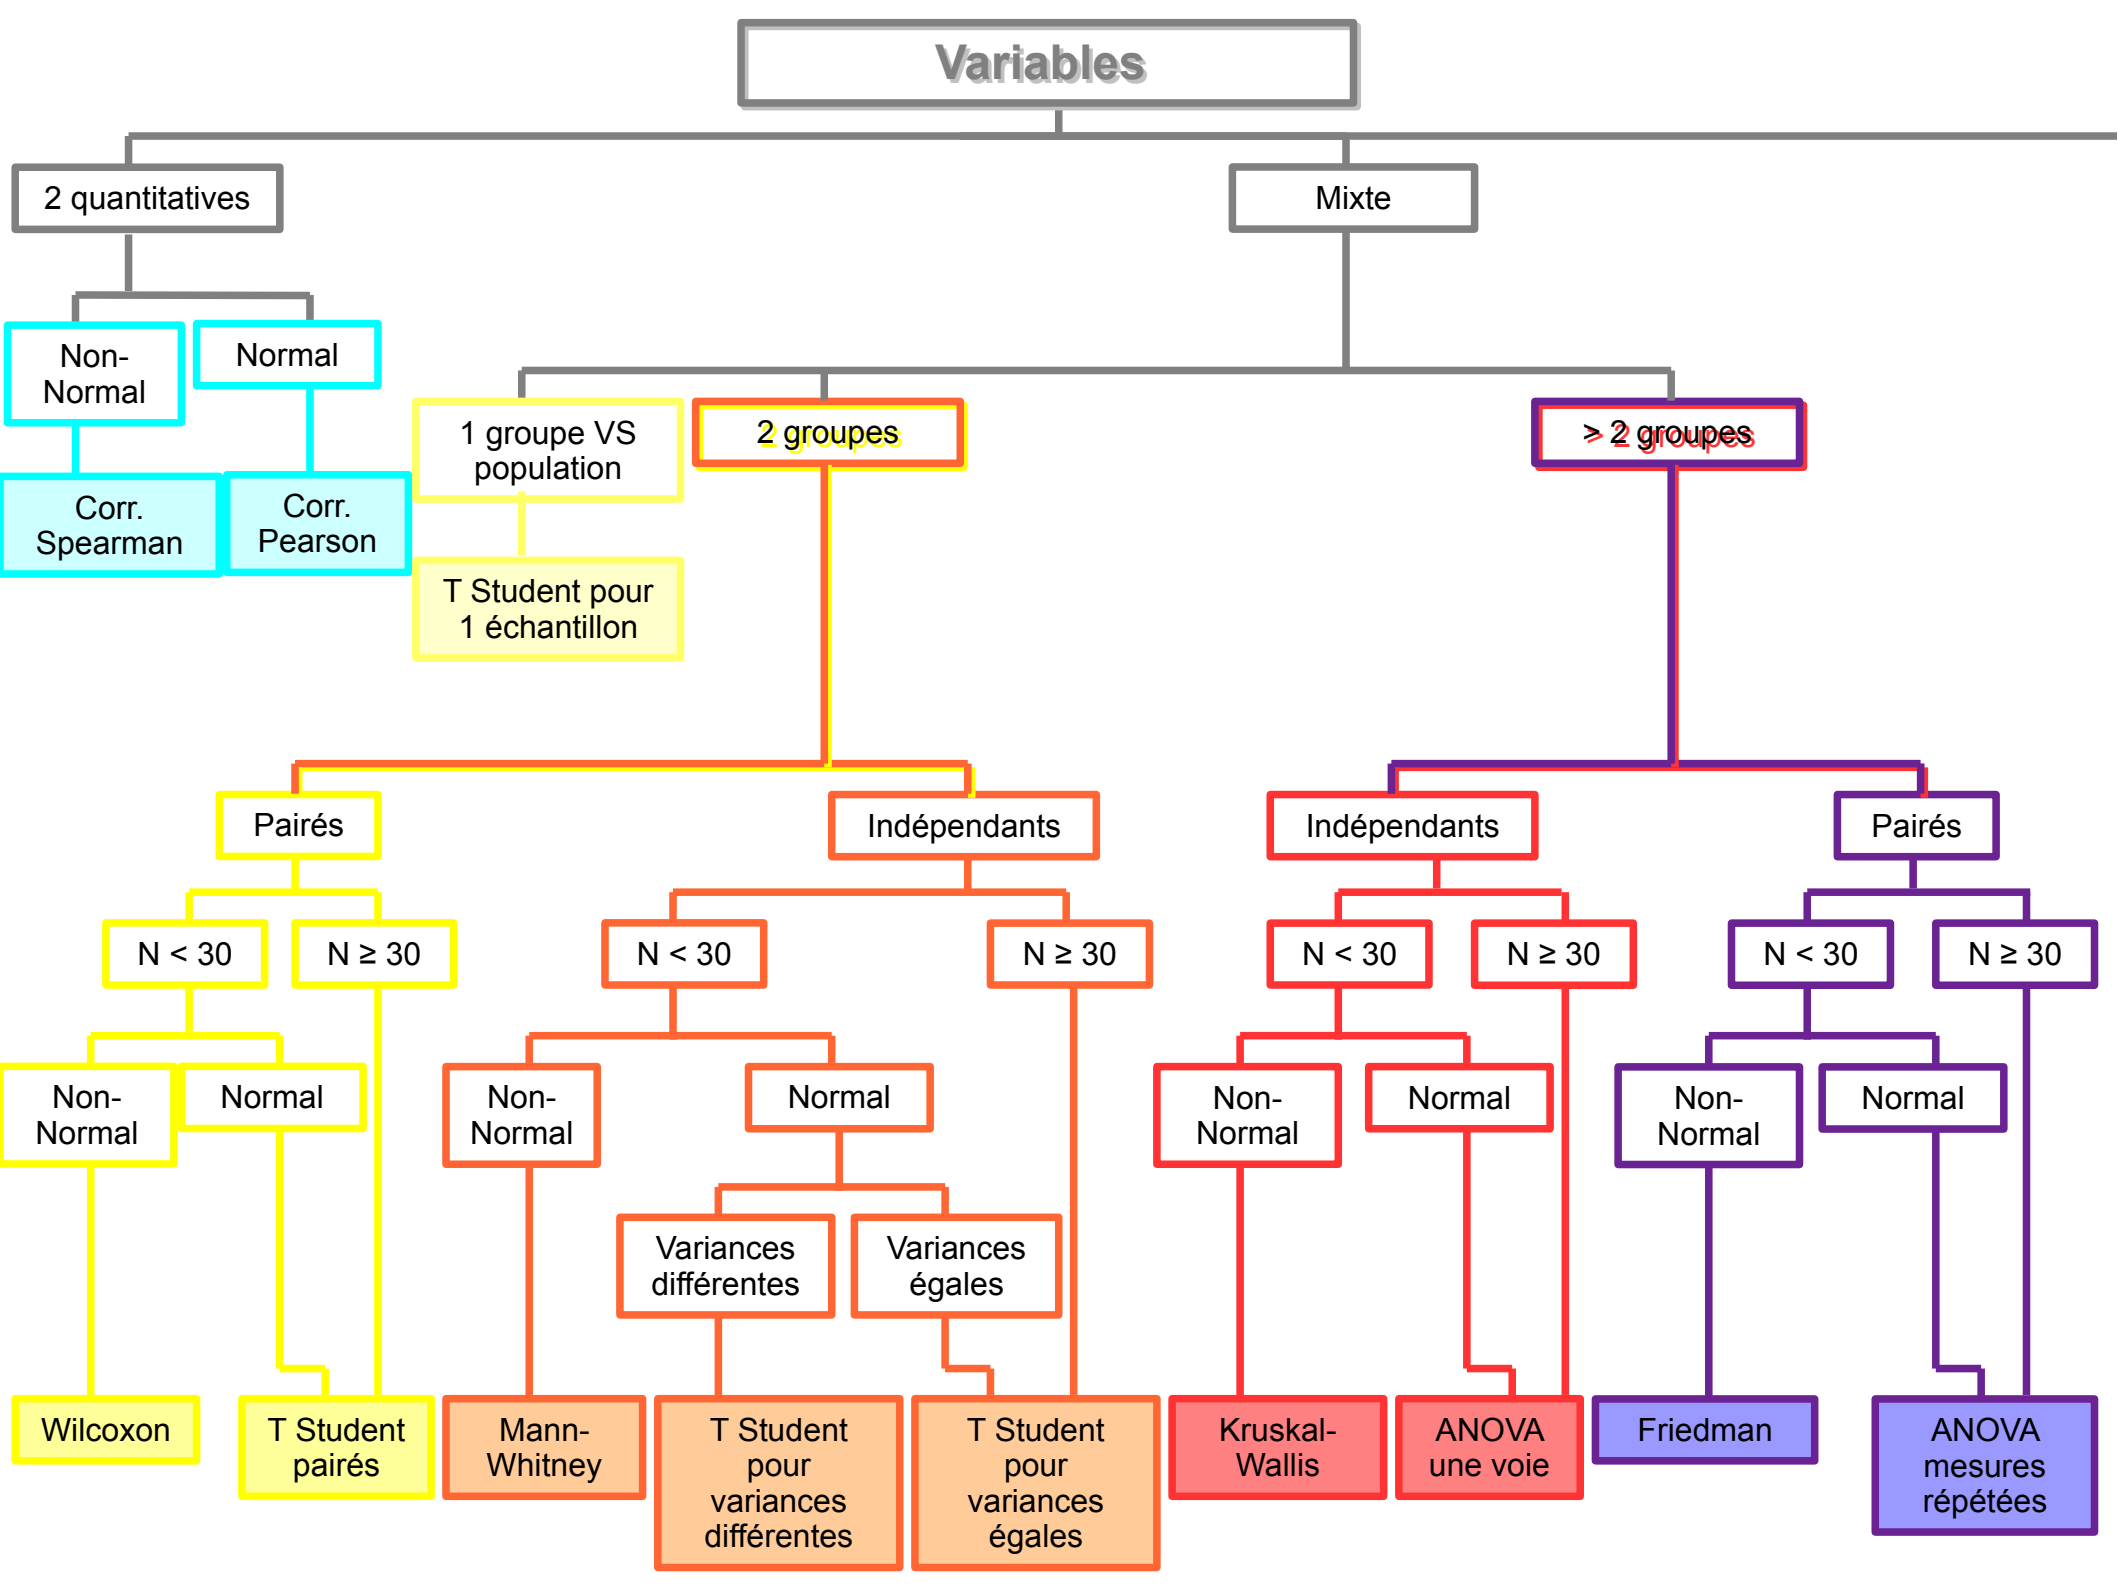 Variables
2 quantitatives
Mixte
Non-
Normal
Normal
1 groupe VS
population
2 groupes
> 2 groupes
Corr.
Spearman
Corr.
Pearson
T Student pour
1 échantillon
Pairés
Indépendants
Indépendants
Pairés
N < 30
N ≥ 30
N < 30
N ≥ 30
N < 30
N ≥ 30
N < 30
N ≥ 30
Non-
Normal
Normal
Non-
Normal
Normal
Non-
Normal
Normal
Non-
Normal
Normal
Variances
différentes
Variances
égales
Wilcoxon
T Student
pairés
Mann-
Whitney
T Student
pour
variances
différentes
T Student
pour
variances
égales
Kruskal-
Wallis
ANOVA
une voie
Friedman
ANOVA
mesures
répétées